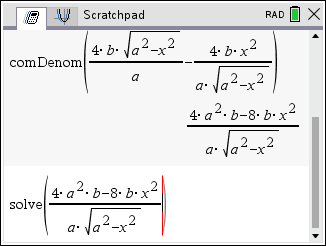 Scratchpad RAD
comDenom((4·b·√(a²−x²))/a − (4·b·x²)/(a·√(a²−x²)))
(4·a²·b−8·b·x²)/(a·√(a²−x²))
solve((4·a²·b−8·b·x²)/(a·√(a²−x²)))